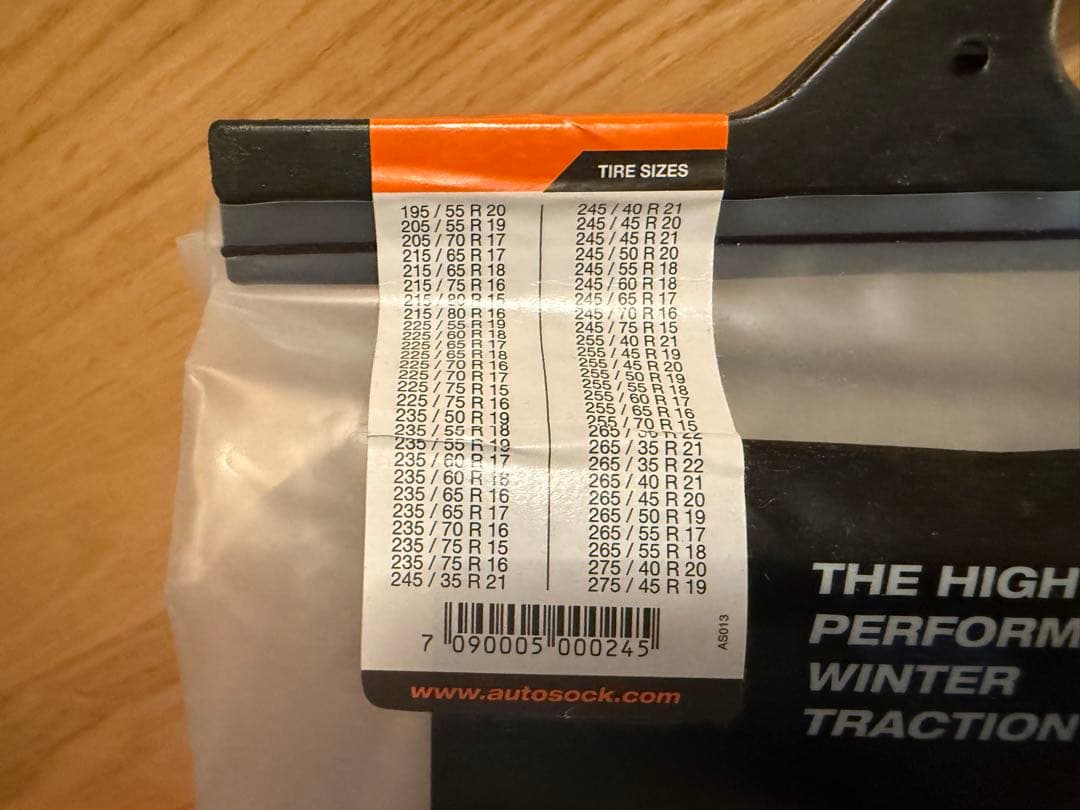 TIRE SIZES
195 / 55 R 20
205 / 55 R 19
205 / 70 R 17
215 / 65 R 17
215 / 65 R 18
215 / 75 R 16
215 / 80 R 15
215 / 80 R 16
225 / 55 R 19
225 / 60 R 18
225 / 65 R 17
225 / 65 R 18
225 / 70 R 16
225 / 70 R 17
225 / 75 R 15
225 / 75 R 16
235 / 50 R 19
235 / 55 R 18
235 / 55 R 19
235 / 60 R 17
235 / 60 R
235 / 65 R 16
235 / 65 R 17
235 / 70 R 16
235 / 75 R 15
235 / 75 R 16
245 / 35 R 21
245 / 40 R 21
245 / 45 R 20
245 / 45 R 21
245 / 50 R 20
245 / 55 R 18
245 / 60 R 18
245 / 65 R 17
245 / 70 R 16
245 / 75 R 15
255 / 40 R 21
255 / 45 R 19
255 / 45 R 20
255 / 50 R 19
255 / 55 R 18
255 / 60 R 17
255 / 65 R 16
255 / 70 R 15
265 / R 22
265 / 35 R 21
265 / 35 R 22
265 / 40 R 21
265 / 45 R 20
265 / 50 R 19
265 / 55 R 17
265 / 55 R 18
275 / 40 R 20
275 / 45 R 19
7 090005 000245
AS013
www.autosock.com
THE HIGH
PERFORM
WINTER
TRACTION